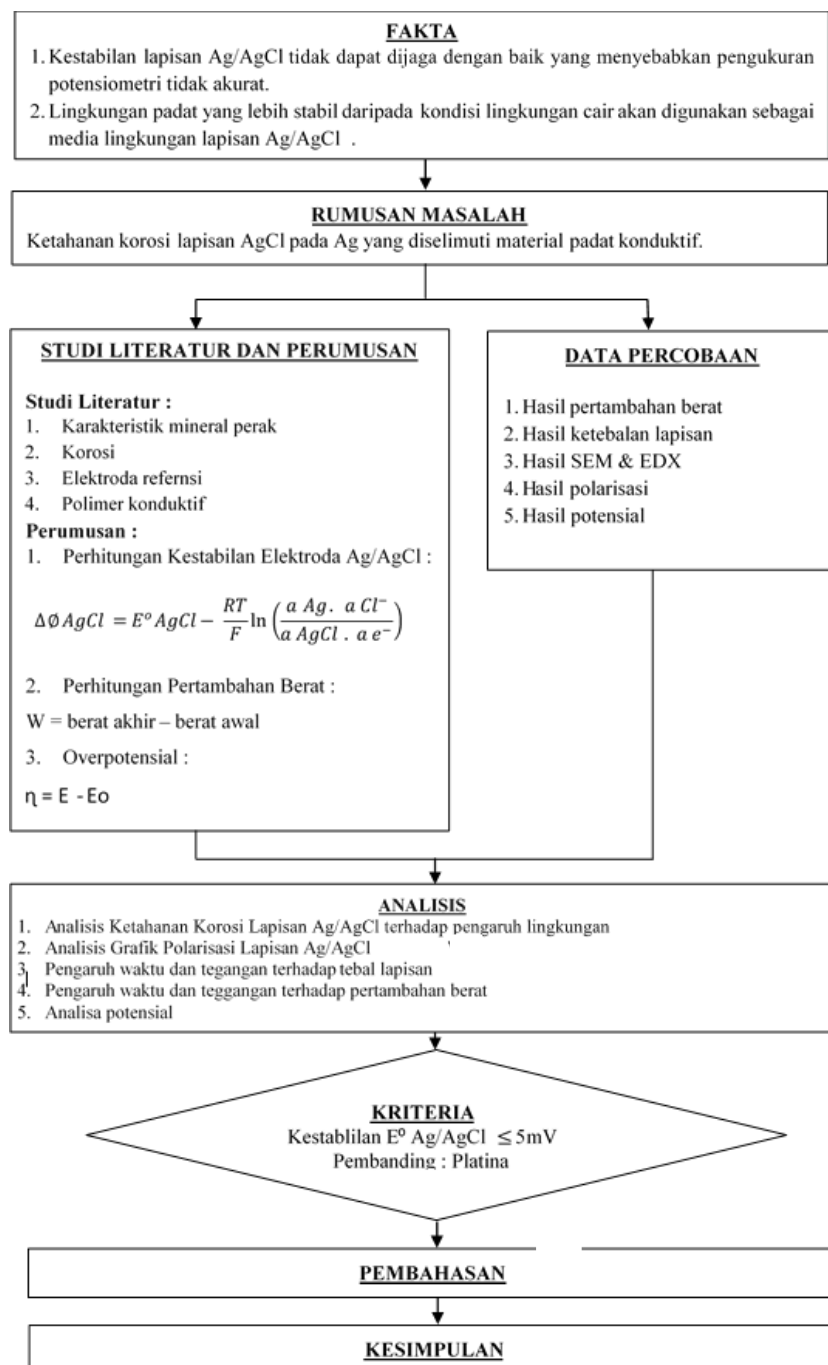 FAKTA
1. Kestabilan lapisan Ag/AgCl tidak dapat dijaga dengan baik yang menyebabkan pengukuran
potensiometri tidak akurat.
2. Lingkungan padat yang lebih stabil daripada kondisi lingkungan cair akan digunakan sebagai
media lingkungan lapisan Ag/AgCl .
RUMUSAN MASALAH
Ketahanan korosi lapisan AgCl pada Ag yang diselimuti material padat konduktif.
STUDI LITERATUR DAN PERUMUSAN
Studi Literatur :
1. Karakteristik mineral perak
2. Korosi
3. Elektroda refernsi
4. Polimer konduktif
Perumusan :
1. Perhitungan Kestabilan Elektroda Ag/AgCl :
ΔØ AgCl = Eº AgCl − RT/F ln (a Ag. a Cl⁻ / a AgCl . a e⁻)
2. Perhitungan Pertambahan Berat :
W = berat akhir – berat awal
3. Overpotensial :
η = E - Eo
DATA PERCOBAAN
1. Hasil pertambahan berat
2. Hasil ketebalan lapisan
3. Hasil SEM & EDX
4. Hasil polarisasi
5. Hasil potensial
ANALISIS
1. Analisis Ketahanan Korosi Lapisan Ag/AgCl terhadap pengaruh lingkungan
2. Analisis Grafik Polarisasi Lapisan Ag/AgCl
3. Pengaruh waktu dan tegangan terhadap tebal lapisan
4. Pengaruh waktu dan teggangan terhadap pertambahan berat
5. Analisa potensial
KRITERIA
Kestablilan Eº Ag/AgCl ≤ 5mV
Pembanding : Platina
PEMBAHASAN
KESIMPULAN